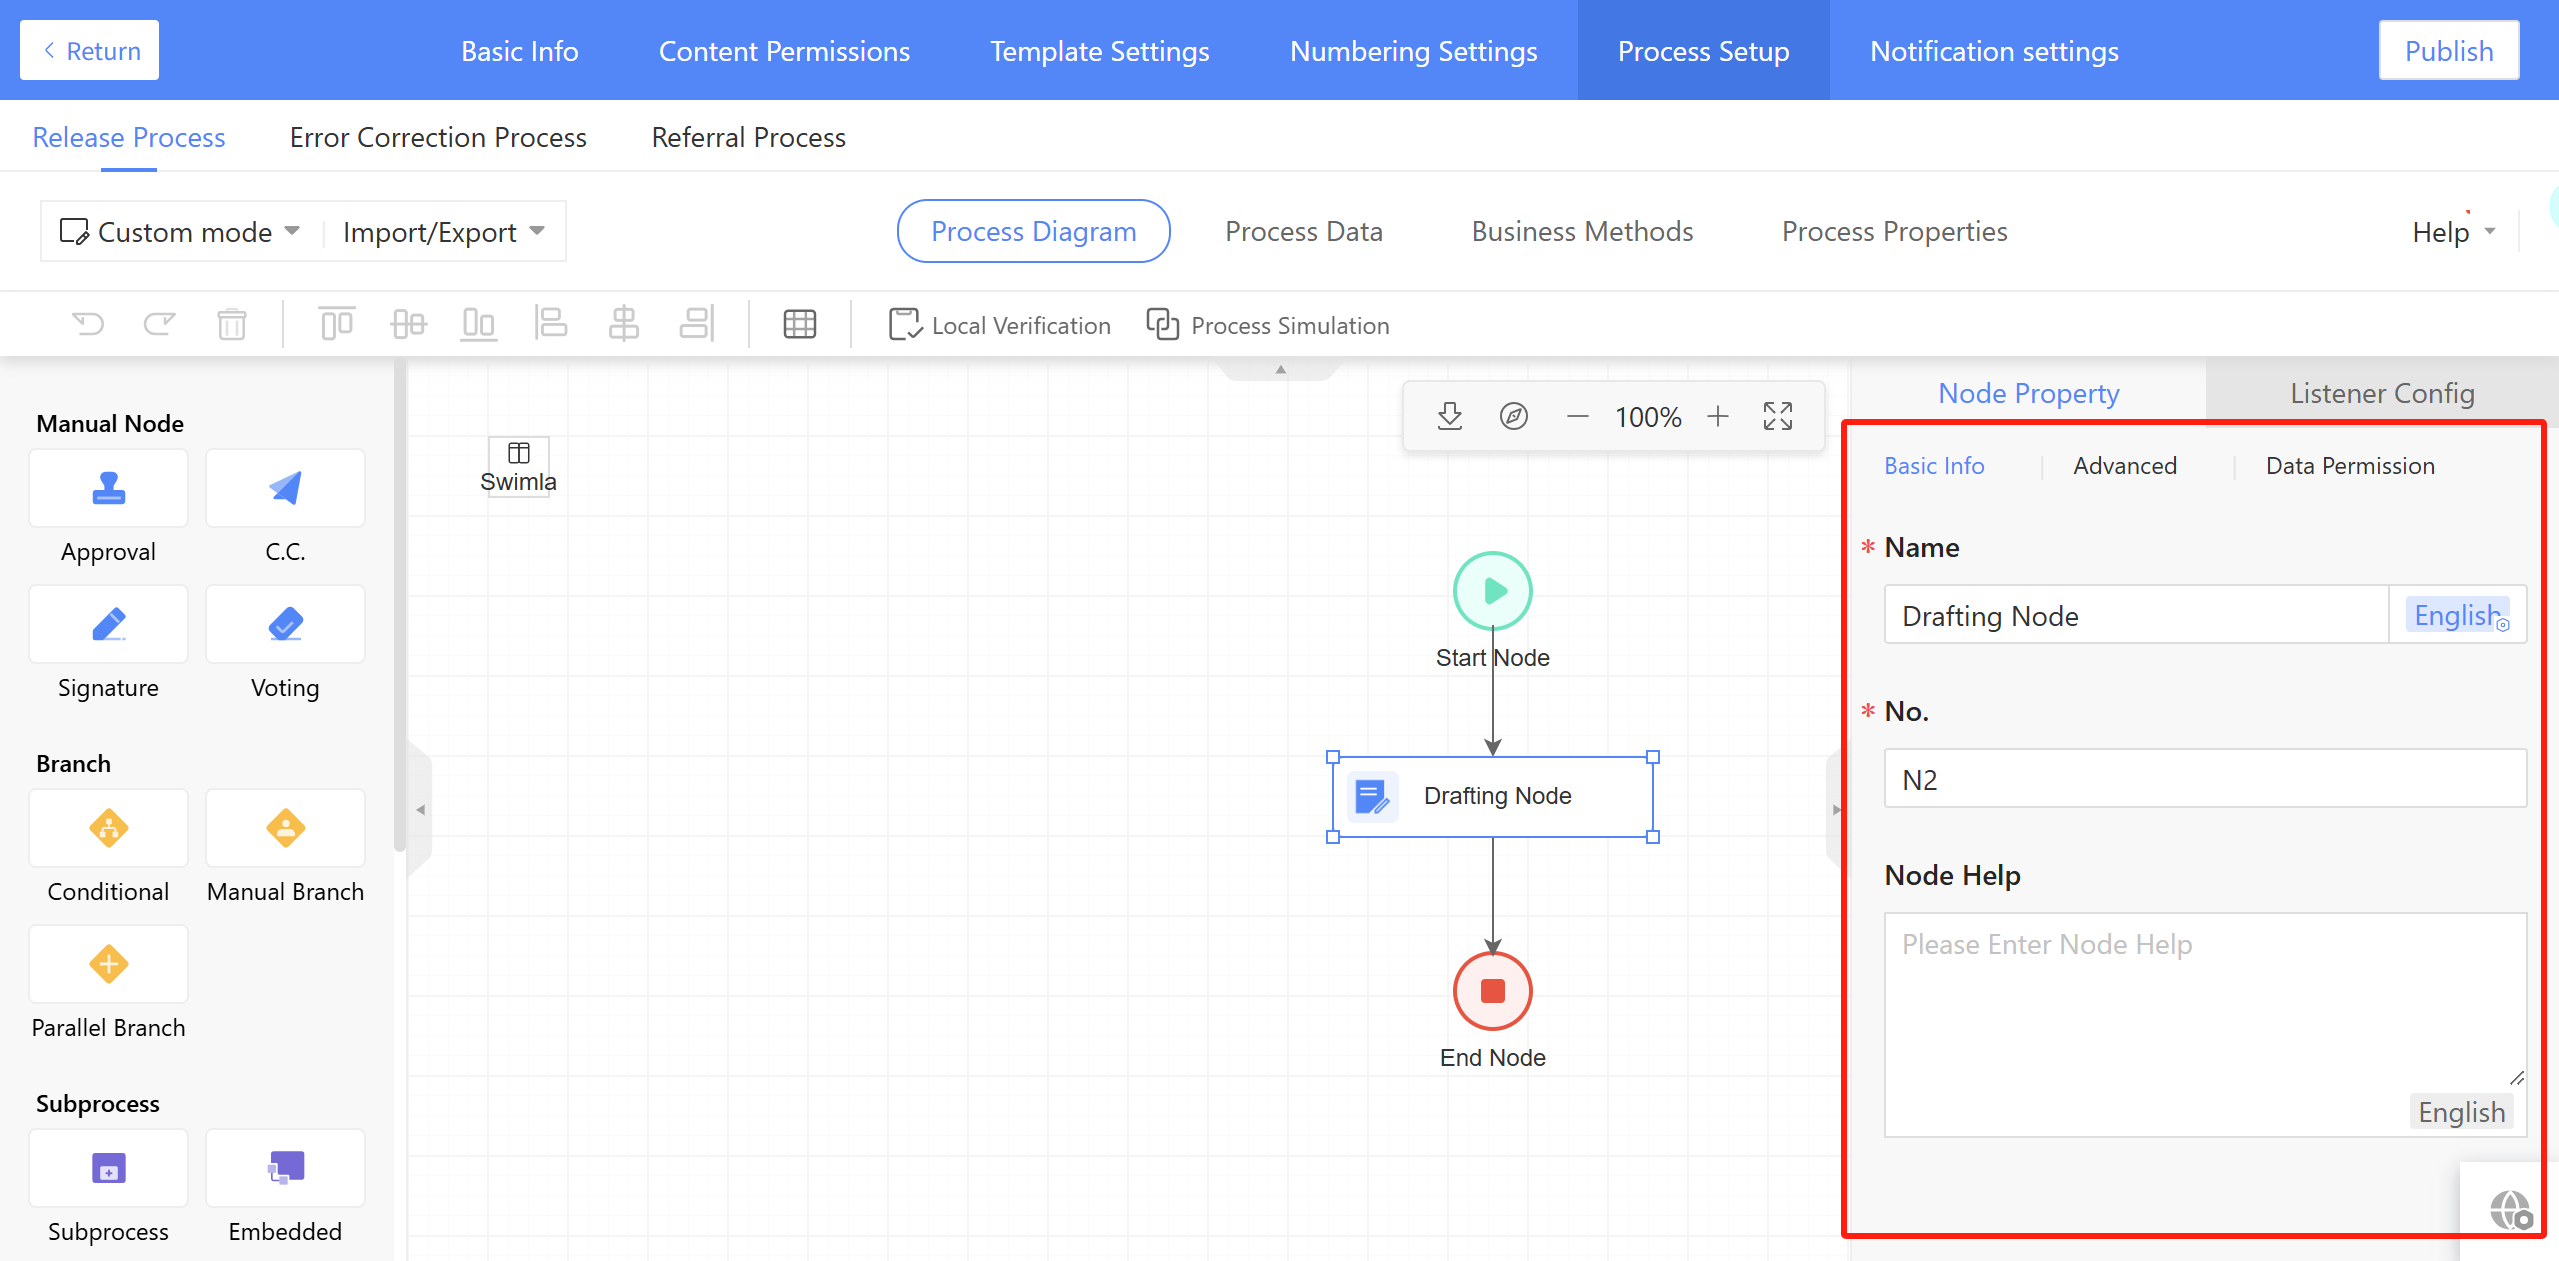 Return
Basic Info
Content Permissions
Template Settings
Numbering Settings
Process Setup
Notification settings
Publish
Release Process
Error Correction Process
Referral Process
Custom mode
Import/Export
Process Diagram
Process Data
Business Methods
Process Properties
Help
Local Verification
Process Simulation
Manual Node
Approval
C.C.
Signature
Voting
Branch
Conditional
Manual Branch
Parallel Branch
Subprocess
Subprocess
Embedded
Swimla
100%
Start Node
Drafting Node
End Node
Node Property
Listener Config
Basic Info
Advanced
Data Permission
* Name
Drafting Node
English
* No.
N2
Node Help
Please Enter Node Help
English